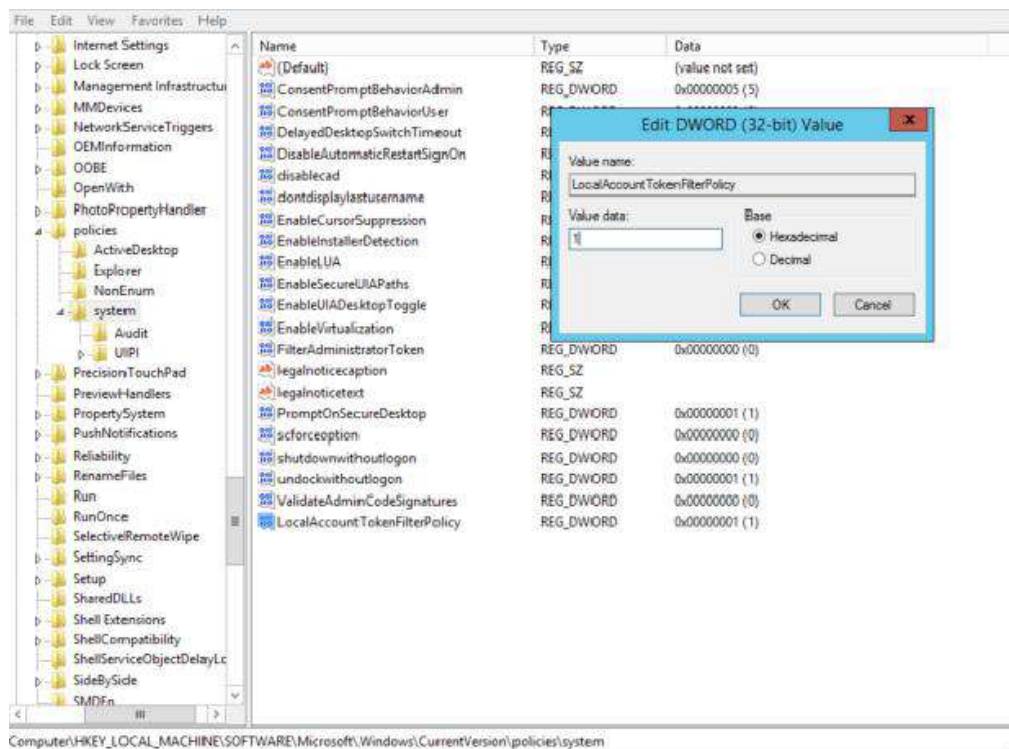 File Edit View Favorites Help
Internet Settings
Lock Screen
Management Infrastructur
MMDevices
NetworkServiceTriggers
OEMInformation
OOBE
OpenWith
PhotoPropertyHandler
policies
ActiveDesktop
Explorer
NonEnum
system
Audit
UIPI
PrecisionTouchPad
PreviewHandlers
PropertySystem
PushNotifications
Reliability
RenameFiles
Run
RunOnce
SelectiveRemoteWipe
SettingSync
Setup
SharedDLLs
Shell Extensions
ShellCompatibility
ShellServiceObjectDelayLo
SideBySide
Name Type Data
(Default) REG_SZ (value not set)
ConsentPromptBehaviorAdmin REG_DWORD 0x00000005 (5)
ConsentPromptBehaviorUser
DelayedDesktopSwitchTimeout
DisableAutomaticRestartSignOn
disablecad
dontdisplaylastusername
EnableCursorSuppression
EnableInstallerDetection
EnableLUA
EnableSecureUIAPaths
EnableUIADesktopToggle
EnableVirtualization
FilterAdministratorToken REG_DWORD 0x00000000 (0)
legalnoticecaption REG_SZ
legalnoticetext REG_SZ
PromptOnSecureDesktop REG_DWORD 0x00000001 (1)
scforceoption REG_DWORD 0x00000000 (0)
shutdownwithoutlogon REG_DWORD 0x00000000 (0)
undockwithoutlogon REG_DWORD 0x00000001 (1)
ValidateAdminCodeSignatures REG_DWORD 0x00000000 (0)
LocalAccountTokenFilterPolicy REG_DWORD 0x00000001 (1)
Edit DWORD (32-bit) Value
Value name:
LocalAccountTokenFilterPolicy
Value data: Base
1 Hexadecimal
Decimal
OK Cancel
Computer\HKEY_LOCAL_MACHINE\SOFTWARE\Microsoft\Windows\CurrentVersion\policies\system